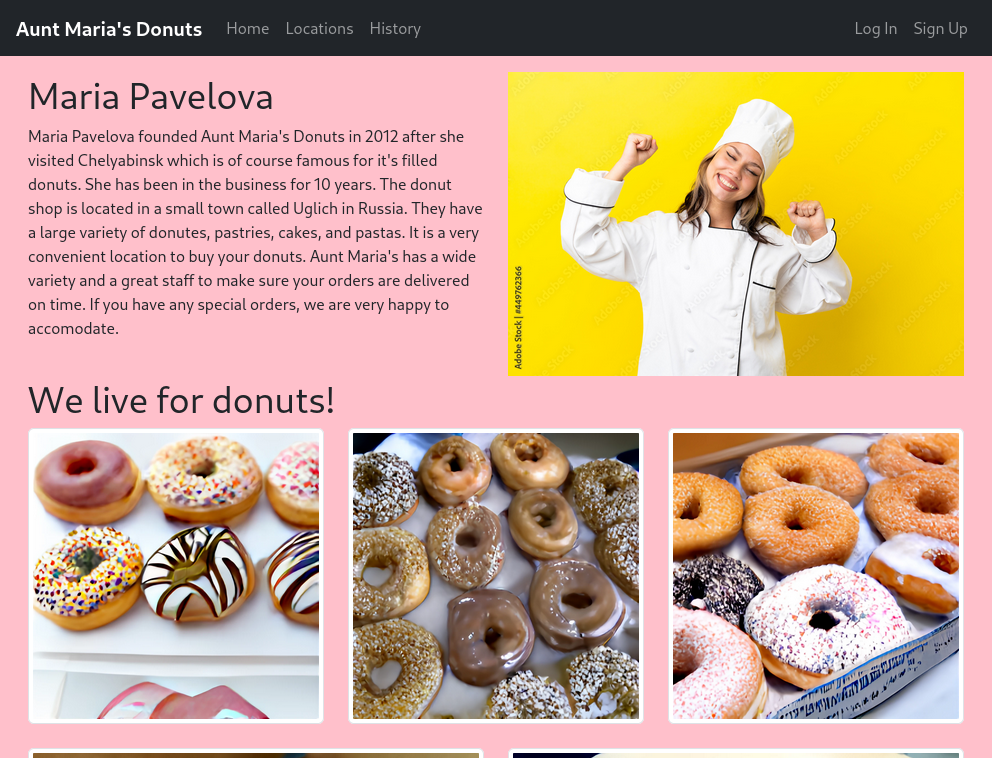 Aunt Maria's Donuts Home Locations History Log In Sign Up
Maria Pavelova
Maria Pavelova founded Aunt Maria's Donuts in 2012 after she
visited Chelyabinsk which is of course famous for it's filled
donuts. She has been in the business for 10 years. The donut
shop is located in a small town called Uglich in Russia. They have
a large variety of donutes, pastries, cakes, and pastas. It is a very
convenient location to buy your donuts. Aunt Maria's has a wide
variety and a great staff to make sure your orders are delivered
on time. If you have any special orders, we are very happy to
accomodate.
Adobe Stock | #449762366
We live for donuts!